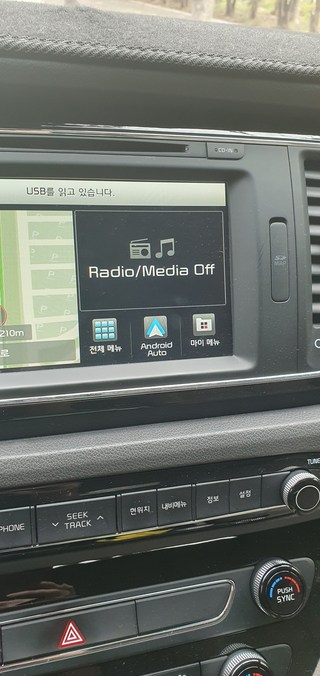 CD-IN
USB를 읽고 있습니다.
Radio/Media Off
210m
로
전체 메뉴
Android
Auto
마이 메뉴
MAP
TUNE
PHONE
SEEK
TRACK
현위치
내비메뉴
정보
설정
PUSH
SYNC